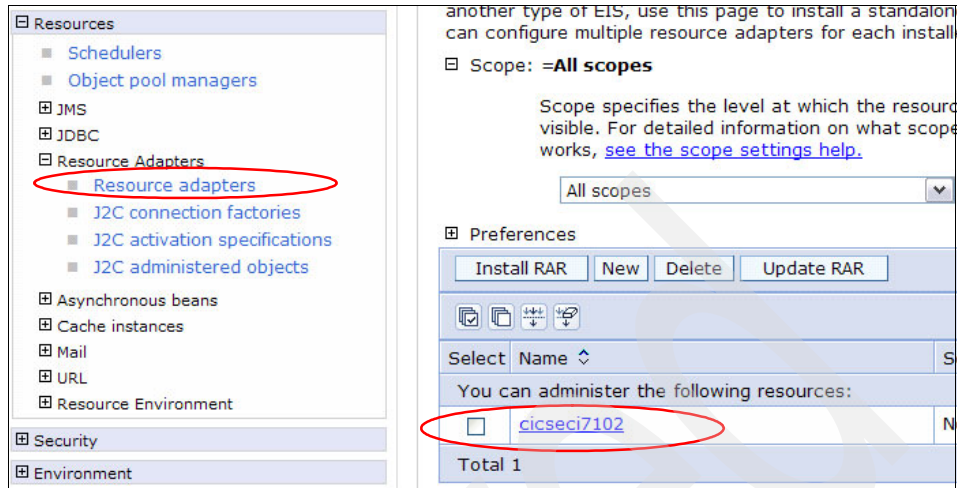 Resources
Schedulers
Object pool managers
JMS
JDBC
Resource Adapters
Resource adapters
J2C connection factories
J2C activation specifications
J2C administered objects
Asynchronous beans
Cache instances
Mail
URL
Resource Environment
Security
Environment
another type of EIS, use this page to install a standalon
can configure multiple resource adapters for each install
Scope: =All scopes
Scope specifies the level at which the resourc
visible. For detailed information on what scope
works, see the scope settings help.
All scopes
Preferences
Install RAR New Delete Update RAR
Select Name S
You can administer the following resources:
cicseci7102 N
Total 1